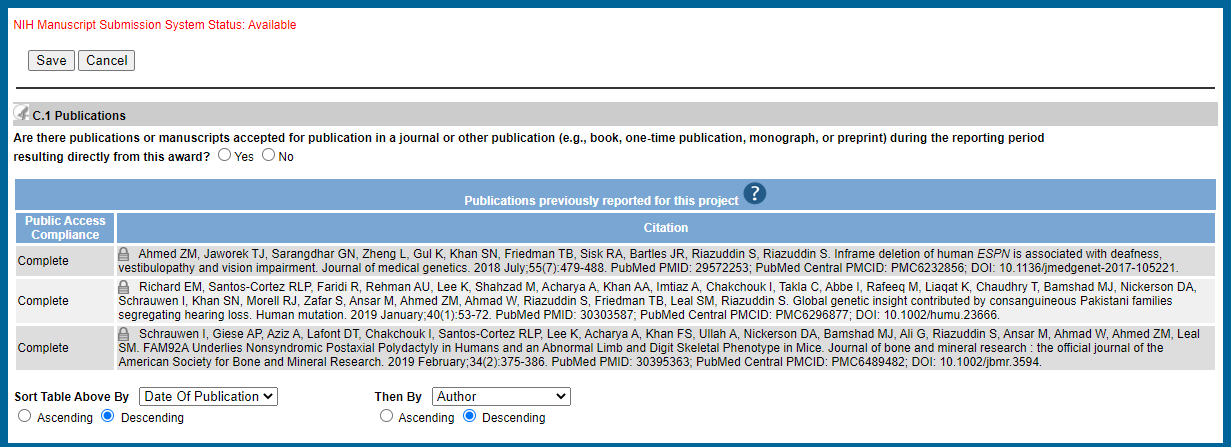 NIH Manuscript Submission System Status: Available
Save Cancel
C.1 Publications
Are there publications or manuscripts accepted for publication in a journal or other publication (e.g., book, one-time publication, monograph, or preprint) during the reporting period
resulting directly from this award? Yes No
Publications previously reported for this project ?
Public Access Compliance Citation
Complete Ahmed ZM, Jaworek TJ, Sarangdhar GN, Zheng L, Gul K, Khan SN, Friedman TB, Sisk RA, Bartles JR, Riazuddin S, Riazuddin S. Inframe deletion of human ESPN is associated with deafness,
vestibulopathy and vision impairment. Journal of medical genetics. 2018 July;55(7):479-488. PubMed PMID: 29572253; PubMed Central PMCID: PMC6232856; DOI: 10.1136/jmedgenet-2017-105221.
Complete Richard EM, Santos-Cortez RLP, Faridi R, Rehman AU, Lee K, Shahzad M, Acharya A, Khan AA, Imtiaz A, Chakchouk I, Takla C, Abbe I, Rafeeq M, Liaqat K, Chaudhry T, Bamshad MJ, Nickerson DA,
Schrauwen I, Khan SN, Morell RJ, Zafar S, Ansar M, Ahmed ZM, Ahmad W, Riazuddin S, Friedman TB, Leal SM, Riazuddin S. Global genetic insight contributed by consanguineous Pakistani families
segregating hearing loss. Human mutation. 2019 January;40(1):53-72. PubMed PMID: 30303587; PubMed Central PMCID: PMC6296877; DOI: 10.1002/humu.23666.
Complete Schrauwen I, Giese AP, Aziz A, Lafont DT, Chakchouk I, Santos-Cortez RLP, Lee K, Acharya A, Khan FS, Ullah A, Nickerson DA, Bamshad MJ, Ali G, Riazuddin S, Ansar M, Ahmad W, Ahmed ZM, Leal
SM. FAM92A Underlies Nonsyndromic Postaxial Polydactyly in Humans and an Abnormal Limb and Digit Skeletal Phenotype in Mice. Journal of bone and mineral research : the official journal of the
American Society for Bone and Mineral Research. 2019 February;34(2):375-386. PubMed PMID: 30395363; PubMed Central PMCID: PMC6489482; DOI: 10.1002/jbmr.3594.
Sort Table Above By Date Of Publication Then By Author
Ascending Descending Ascending Descending